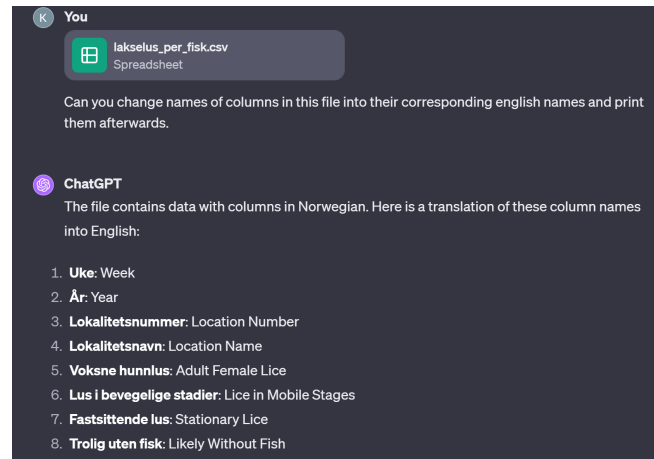 K You
lakselus_per_fisk.csv
Spreadsheet
Can you change names of columns in this file into their corresponding english names and print
them afterwards.
ChatGPT
The file contains data with columns in Norwegian. Here is a translation of these column names
into English:
1. Uke: Week
2. År: Year
3. Lokalitetsnummer: Location Number
4. Lokalitetsnavn: Location Name
5. Voksne hunnlus: Adult Female Lice
6. Lus i bevegelige stadier: Lice in Mobile Stages
7. Fastsittende lus: Stationary Lice
8. Trolig uten fisk: Likely Without Fish